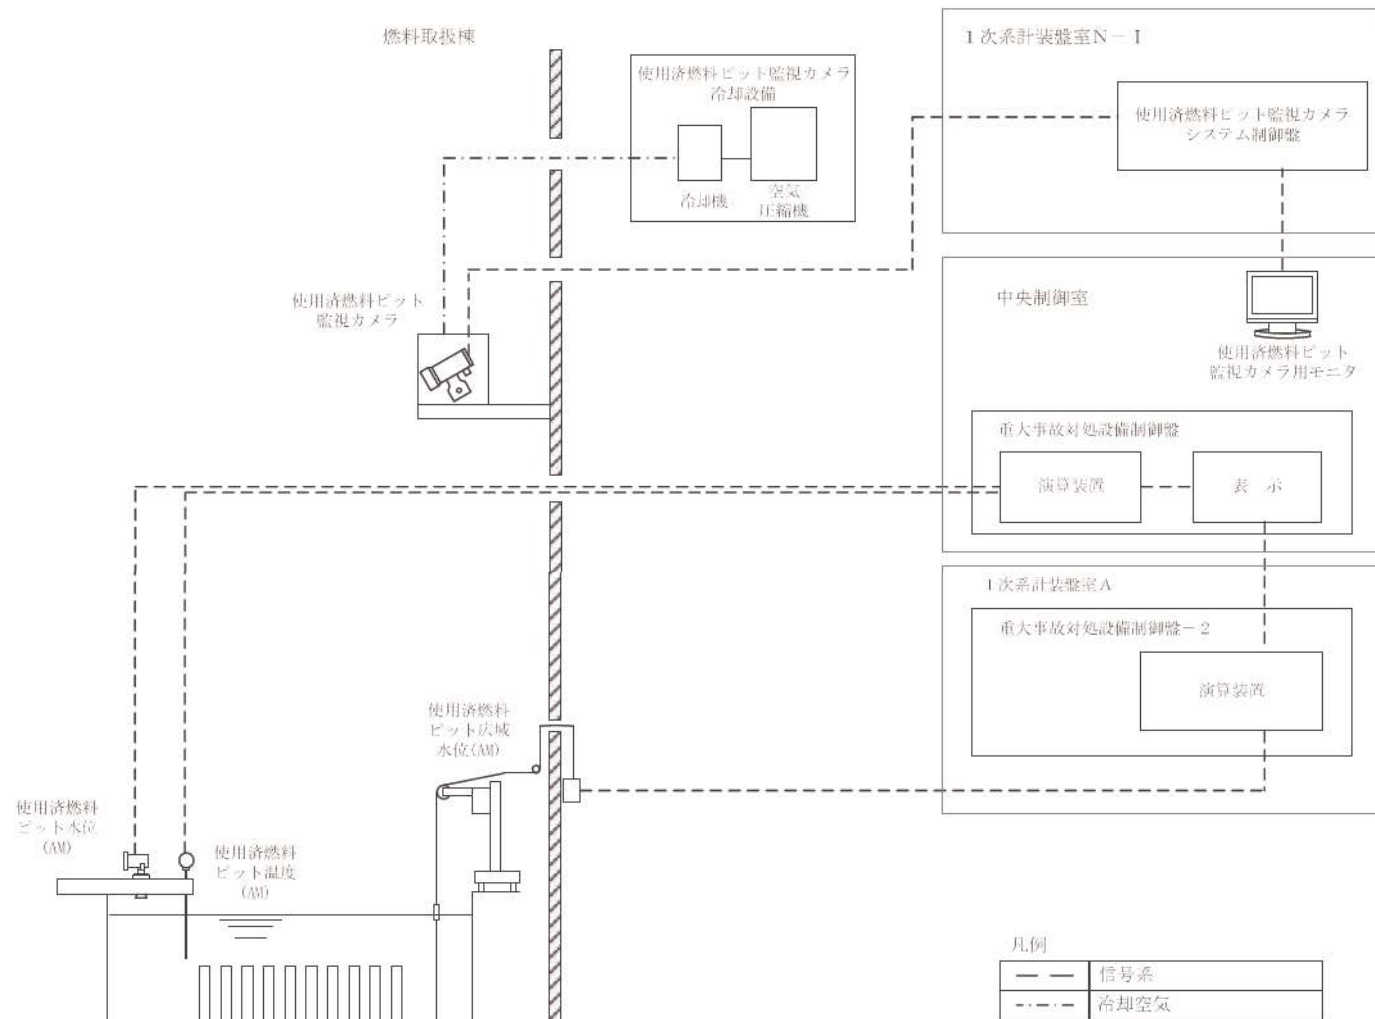 燃料取扱棟
使用済燃料ピット監視カメラ
冷却設備
冷却機
空気
圧縮機
1次系計装盤室N-I
使用済燃料ピット監視カメラ
システム制御盤
使用済燃料ピット
監視カメラ
中央制御室
使用済燃料ピット
監視カメラ用モニタ
重大事故対処設備制御盤
演算装置
表 示
1次系計装盤室A
重大事故対処設備制御盤-2
演算装置
使用済燃料
ピット広域
水位(AM)
使用済燃料
ピット水位
(AM)
使用済燃料
ピット温度
(AM)
凡例
信号系
冷却空気